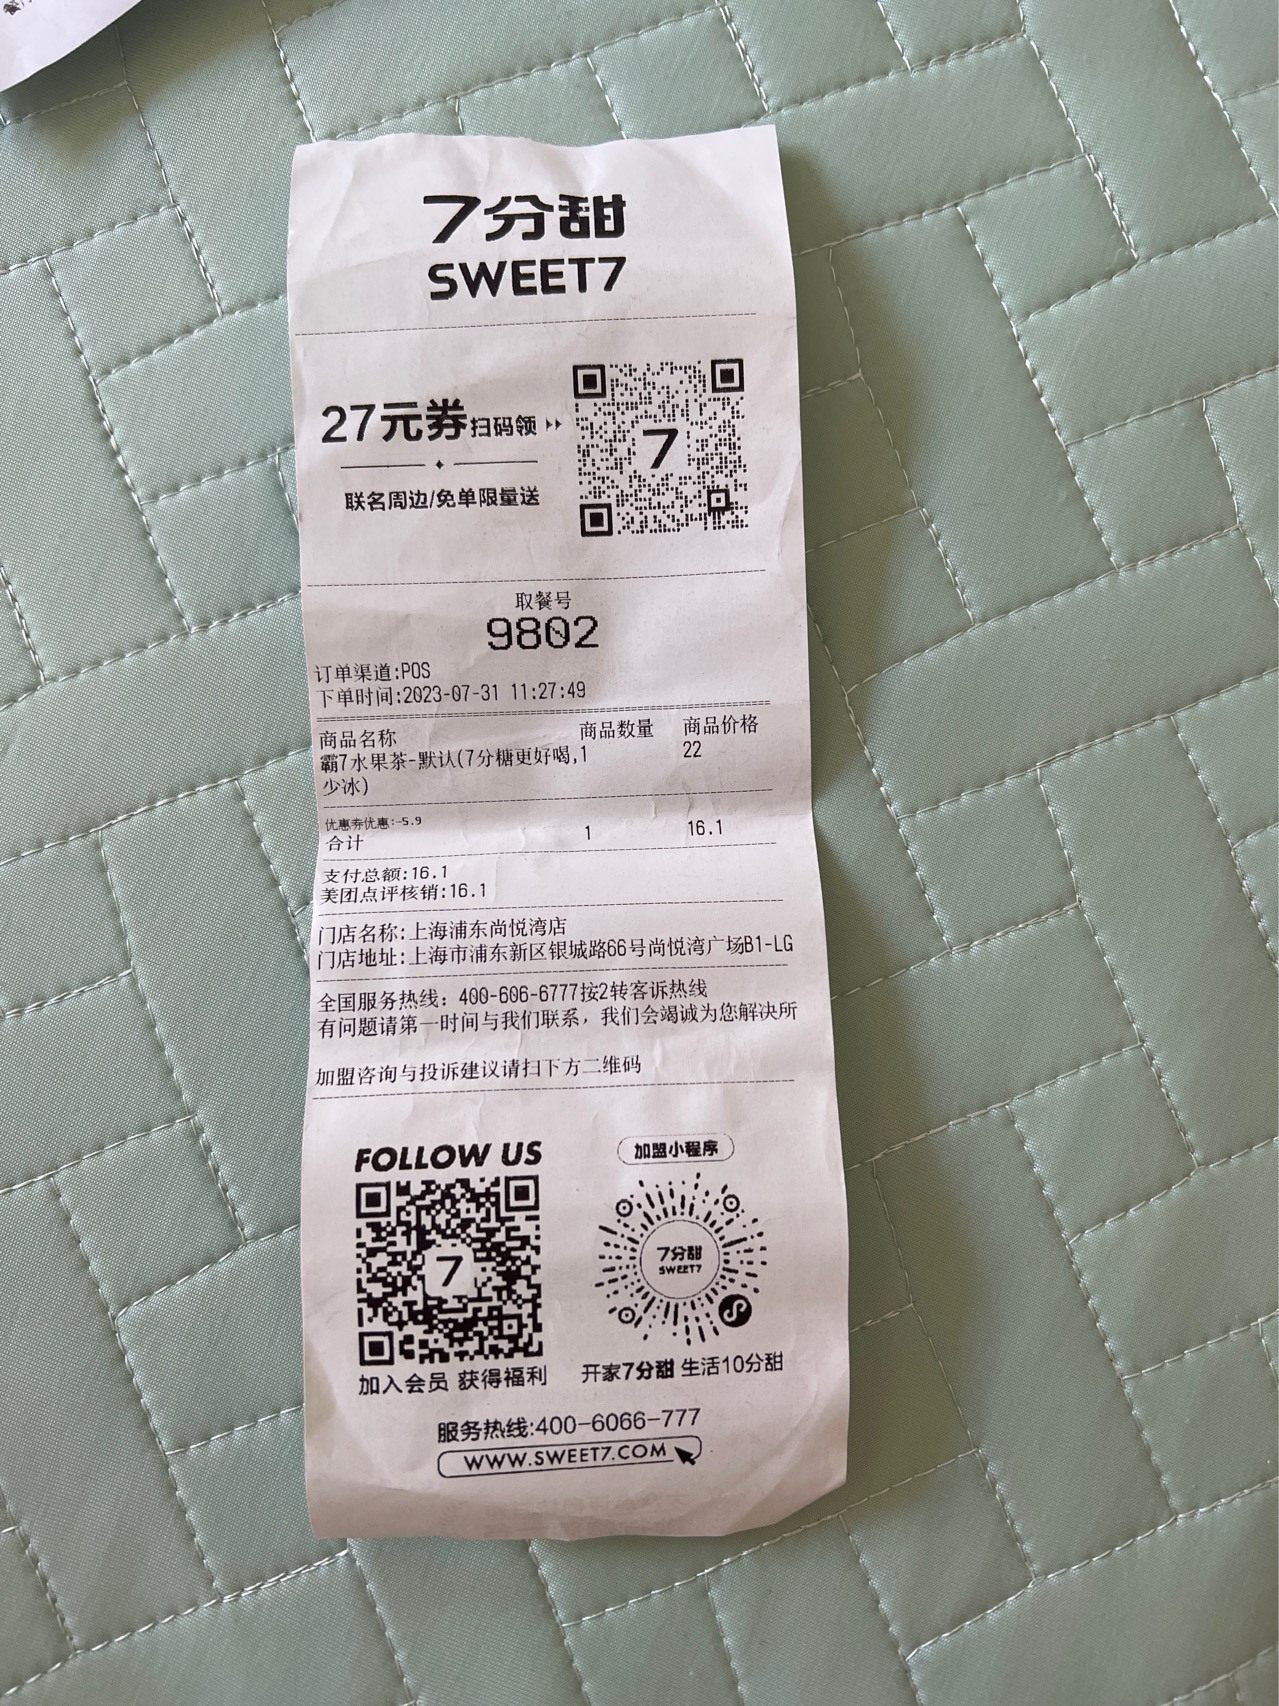 7分甜
SWEET7
27元券扫码领
联名周边/免单限量送
7
取餐号
9802
订单渠道:POS
下单时间:2023-07-31 11:27:49
商品名称 商品数量 商品价格
霸7水果茶-默认(7分糖更好喝,1 22
少冰)
优惠券优惠:-5.9
合计 1 16.1
支付总额:16.1
美团点评核销:16.1
门店名称:上海浦东尚悦湾店
门店地址:上海市浦东新区银城路66号尚悦湾广场B1-LG
全国服务热线：400-606-6777按2转客诉热线
有问题请第一时间与我们联系，我们会竭诚为您解决所
加盟咨询与投诉建议请扫下方二维码
FOLLOW US 加盟小程序
7
7分甜
SWEET7
加入会员 获得福利 开家7分甜 生活10分甜
服务热线:400-6066-777
WWW.SWEET7.COM